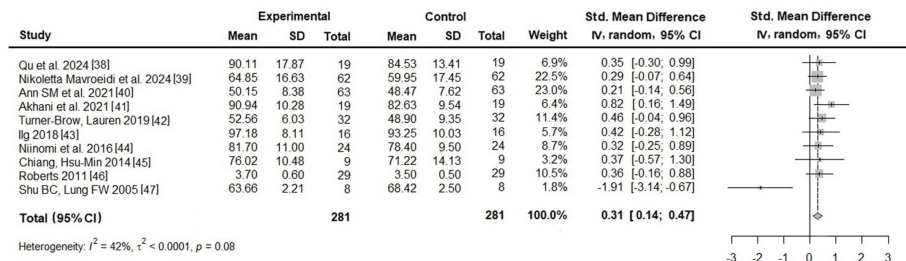 Experimental Control Std. Mean Difference Std. Mean Difference
Study Mean SD Total Mean SD Total Weight IV, random, 95% CI IV, random, 95% CI
Qu et al. 2024 [38] 90.11 17.87 19 84.53 13.41 19 6.9% 0.35 [-0.30; 0.99]
Nikoletta Mavroeidi et al. 2024 [39] 64.85 16.63 62 59.95 17.45 62 22.5% 0.29 [-0.07; 0.64]
Ann SM et al. 2021 [40] 50.15 8.38 63 48.47 7.62 63 23.0% 0.21 [-0.14; 0.56]
Akhani et al. 2021 [41] 90.94 10.28 19 82.63 9.54 19 6.4% 0.82 [0.16; 1.49]
Turner-Brow, Lauren 2019 [42] 52.56 6.03 32 48.90 9.35 32 11.5% 0.46 [-0.04; 0.96]
Ilg 2018 [43] 97.18 8.11 16 93.25 10.03 16 5.7% 0.42 [-0.28; 1.12]
Niinomi et al. 2016 [44] 81.70 11.00 24 78.40 9.50 24 8.7% 0.32 [-0.25; 0.89]
Chiang, Hsu-Min 2014 [45] 76.02 10.48 9 71.22 14.13 9 3.2% 0.37 [-0.57; 1.30]
Roberts 2011 [46] 3.70 0.60 29 3.50 0.50 29 10.5% 0.36 [-0.16; 0.88]
Shu BC, Lung FW 2005 [47] 63.66 2.21 8 68.42 2.50 8 1.8% -1.91 [-3.14; -0.67]
Total (95% CI) 281 281 100.0% 0.31 [ 0.14; 0.47]
Heterogeneity: I² = 42%, τ² < 0.0001, p = 0.08
-3 -2 -1 0 1 2 3